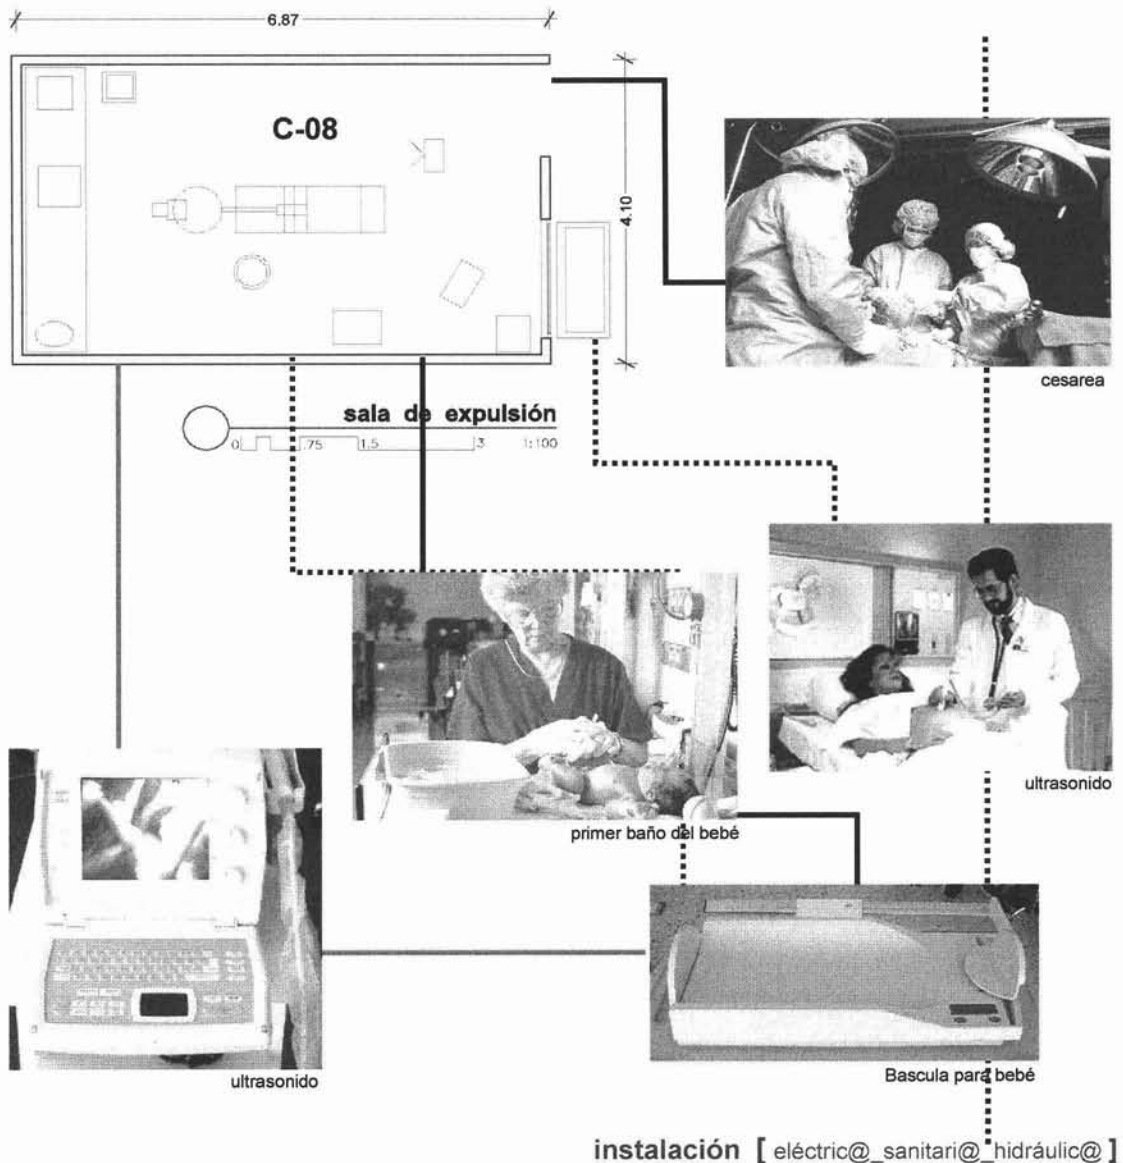 6.87
C-08
4.10
cesarea
sala de expulsión
0 .75 1.5 3 1:100
ultrasonido
primer baño del bebé
ultrasonido
Bascula para bebé
instalación [ eléctric@_sanitari@_hidráulic@ ]